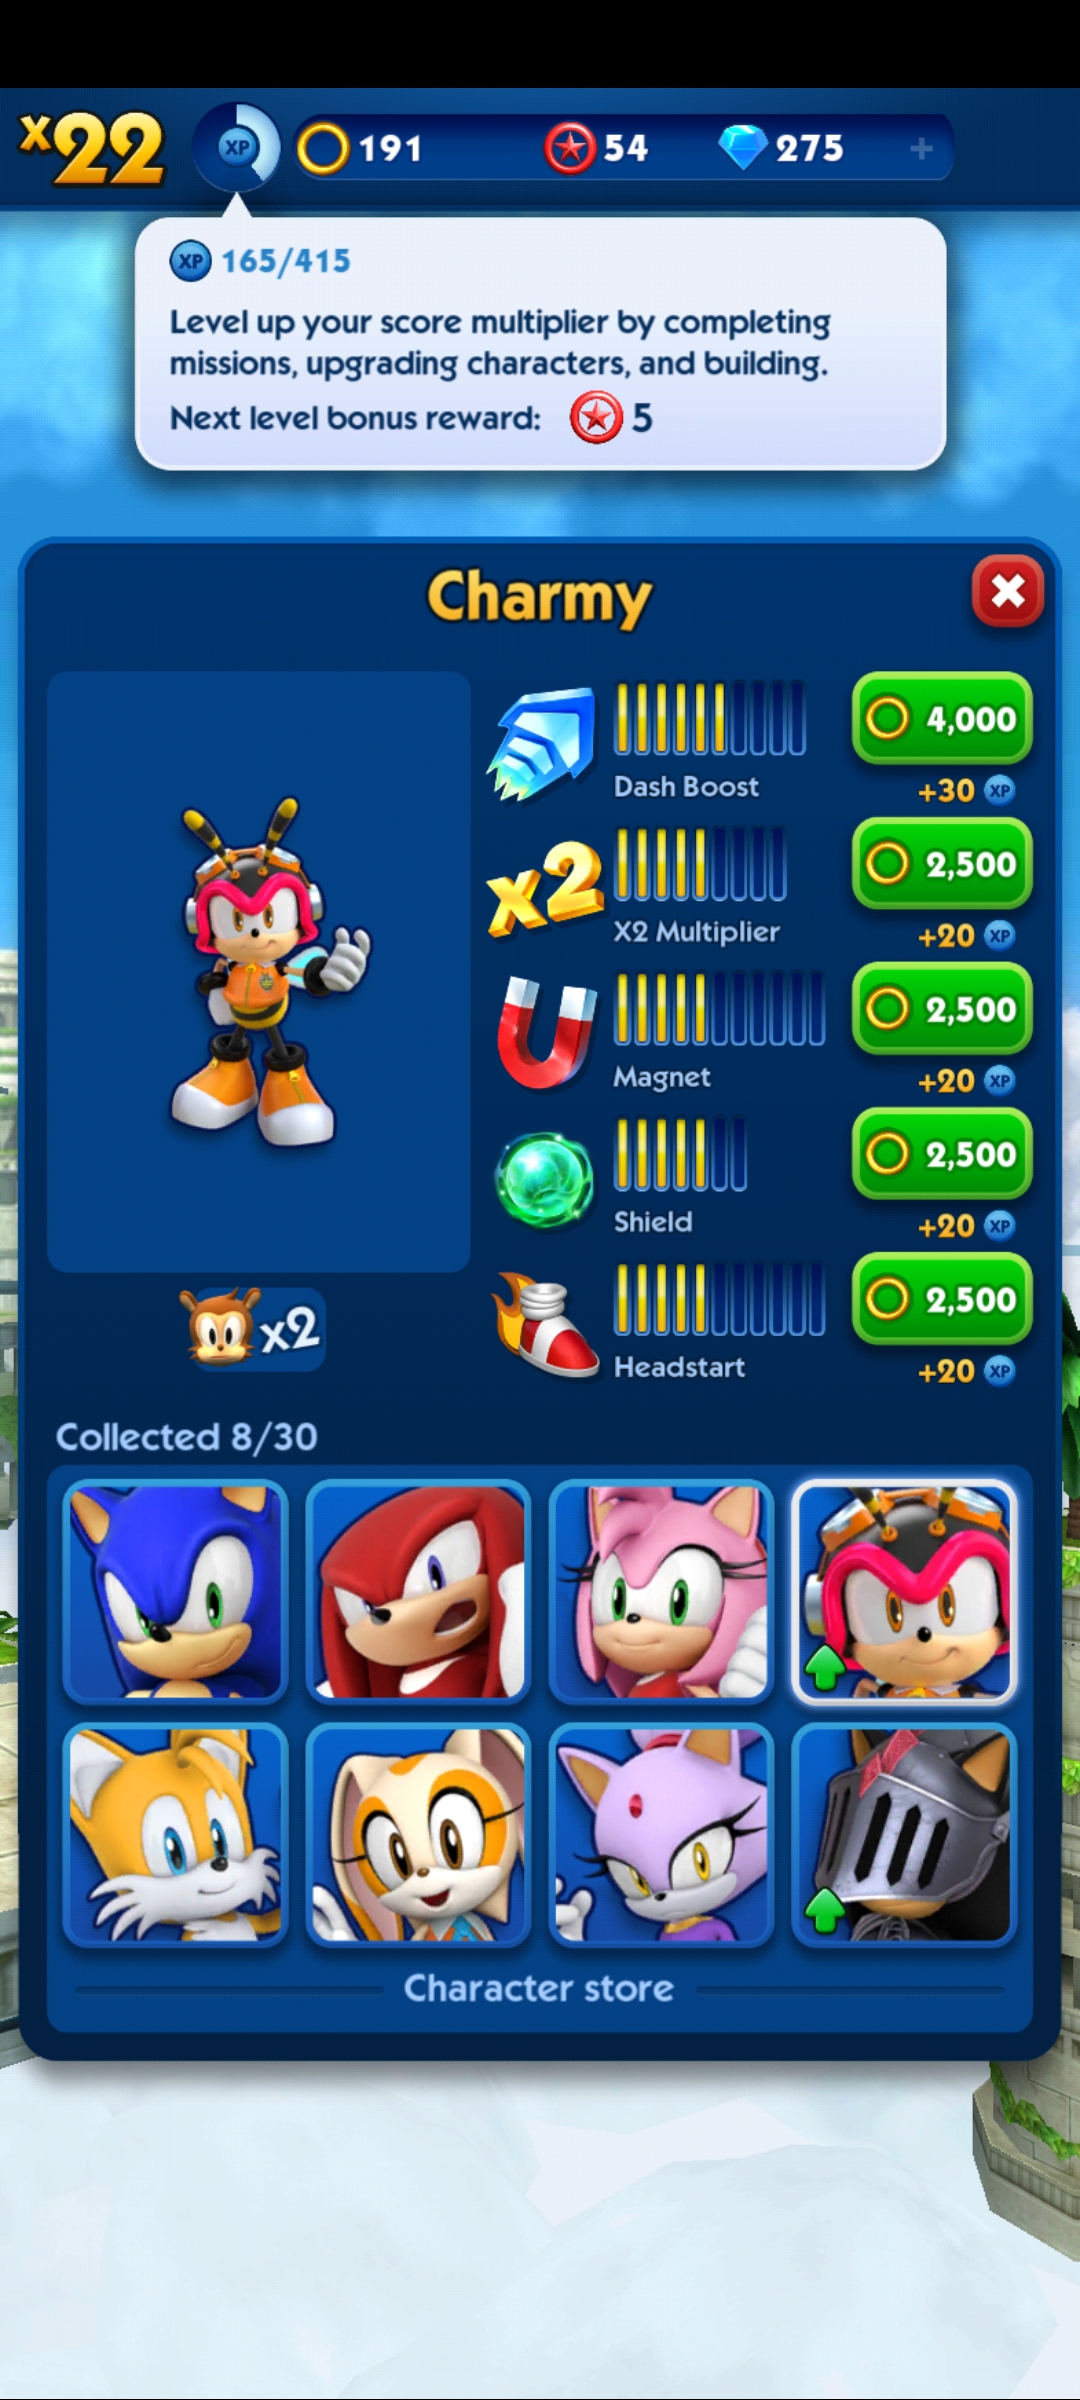 x22
XP
191
54
275
+
XP 165/415
Level up your score multiplier by completing
missions, upgrading characters, and building.
Next level bonus reward: 5
Charmy
4,000
Dash Boost
+30 XP
x2
2,500
X2 Multiplier
+20 XP
2,500
Magnet
+20 XP
2,500
Shield
+20 XP
2,500
Headstart
+20 XP
x2
Collected 8/30
Character store